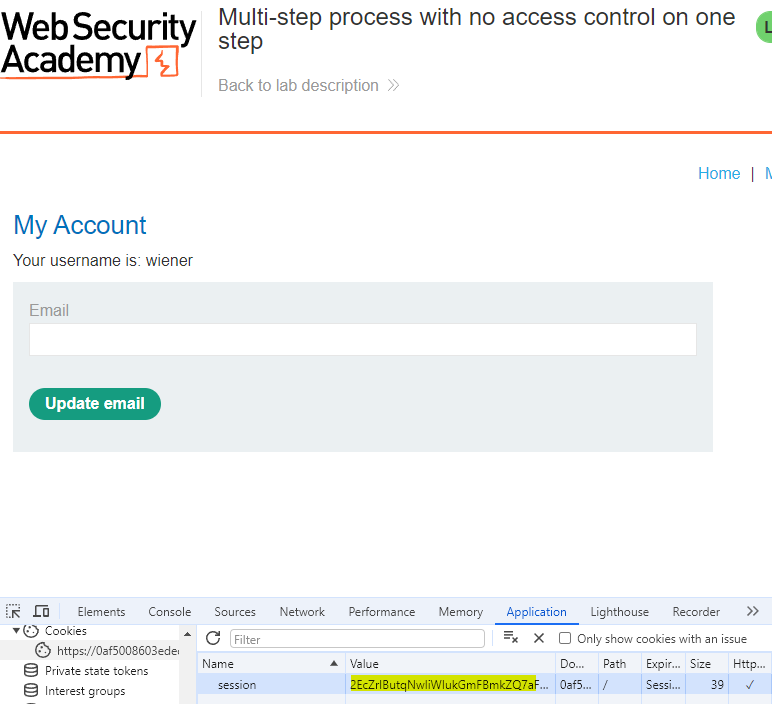 Web Security
Academy
Multi-step process with no access control on one
step
Back to lab description
Home | M
My Account
Your username is: wiener
Email
Update email
Elements Console Sources Network Performance Memory Application Lighthouse Recorder
Cookies
https://0af5008603ede
Private state tokens
Interest groups
Filter
Only show cookies with an issue
Name Value Do... Path Expir... Size Http...
session 0af5... / Sessi... 39 ✓